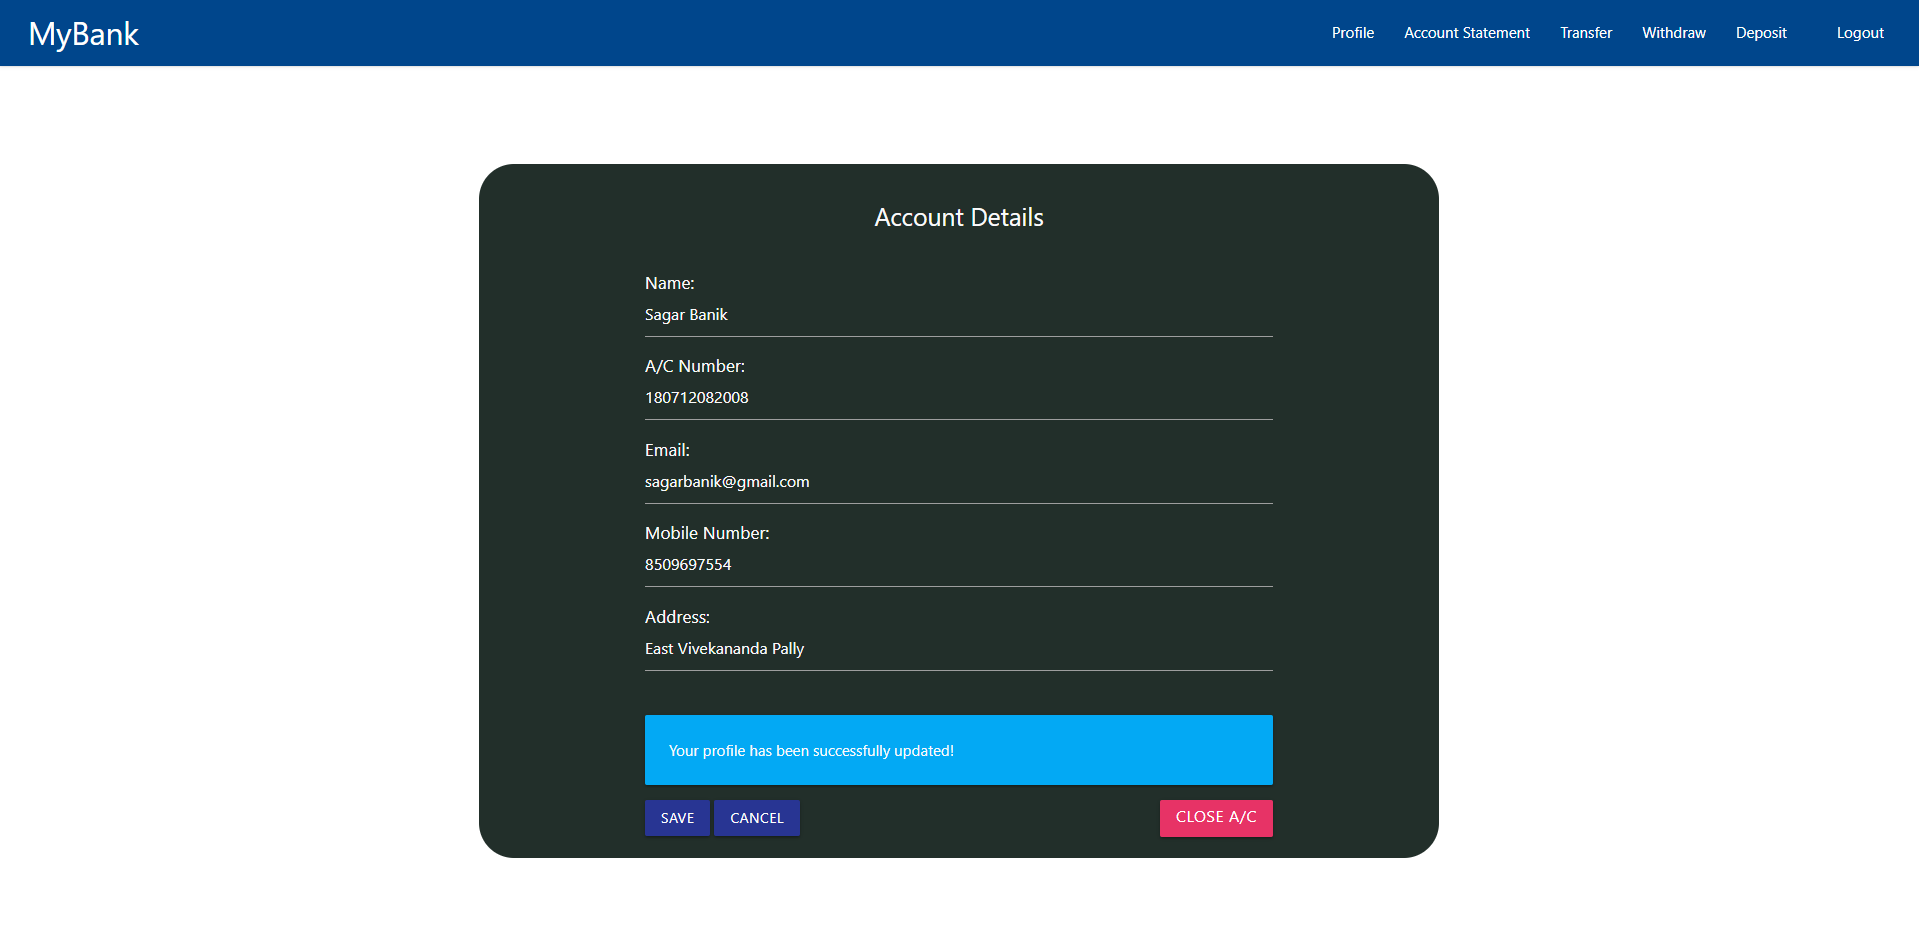 MyBank
Profile Account Statement Transfer Withdraw Deposit Logout
Account Details
Name:
Sagar Banik
A/C Number:
180712082008
Email:
sagarbanik@gmail.com
Mobile Number:
8509697554
Address:
East Vivekananda Pally
Your profile has been successfully updated!
SAVE CANCEL CLOSE A/C